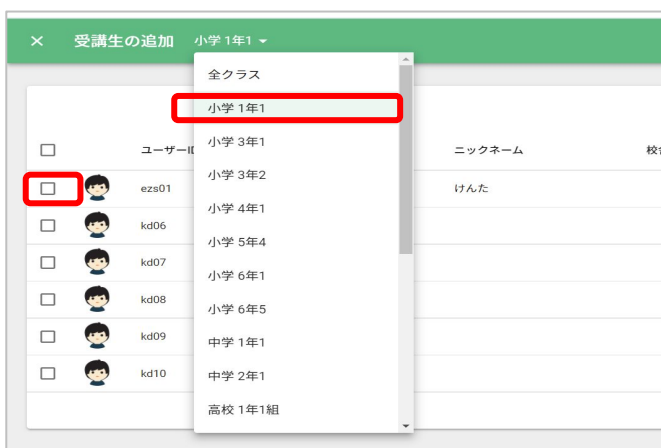 × 受講生の追加 小学 1年1
全クラス
小学 1年1
小学 3年1
小学 3年2
小学 4年1
小学 5年4
小学 6年1
小学 6年5
中学 1年1
中学 2年1
高校 1年1組
ユーザーID ニックネーム
ezs01 けんた
kd06
kd07
kd08
kd09
kd10